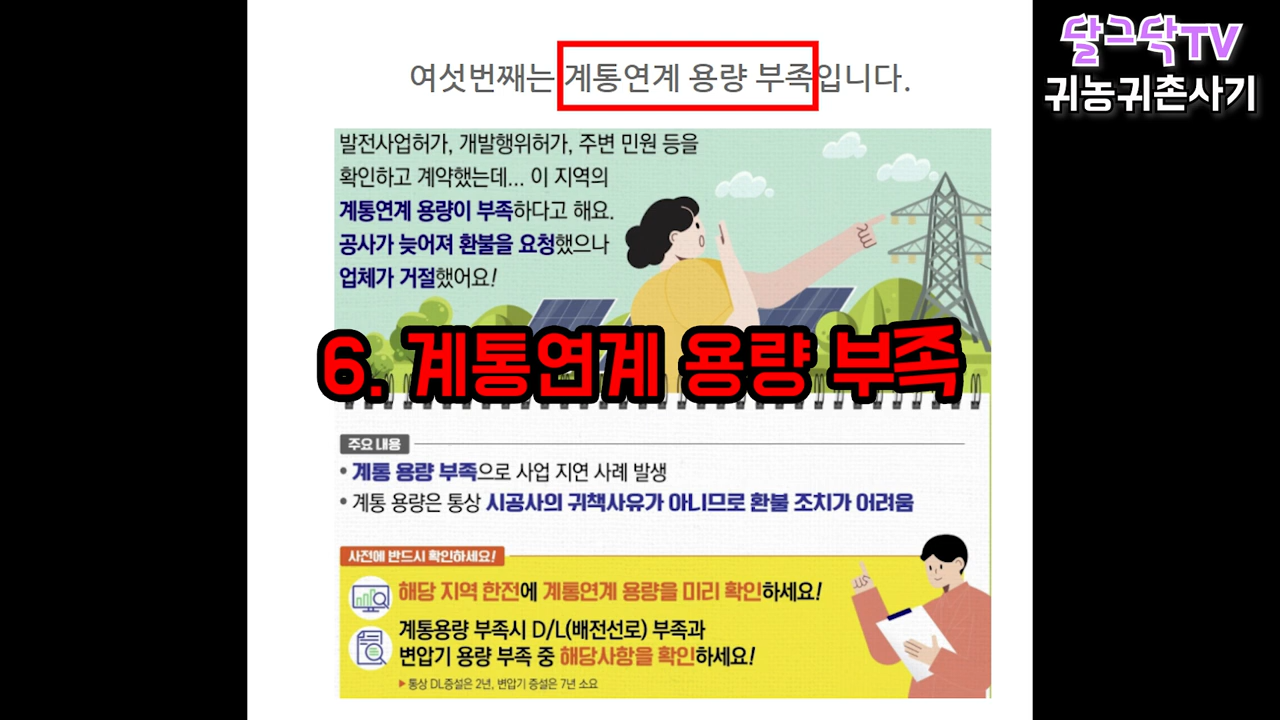 달그닥TV
귀농귀촌사기
여섯번째는 계통연계 용량 부족입니다.
발전사업허가, 개발행위허가, 주변 민원 등을
확인하고 계약했는데... 이 지역의
계통연계 용량이 부족하다고 해요.
공사가 늦어져 환불을 요청했으나
업체가 거절했어요!
6. 계통연계 용량 부족
주요 내용
• 계통 용량 부족으로 사업 지연 사례 발생
• 계통 용량은 통상 시공사의 귀책사유가 아니므로 환불 조치가 어려움
사전에 반드시 확인하세요!
해당 지역 한전에 계통연계 용량을 미리 확인하세요!
계통용량 부족시 D/L(배전선로) 부족과
변압기 용량 부족 중 해당사항을 확인하세요!
▶ 통상 DL증설은 2년, 변압기 증설은 7년 소요